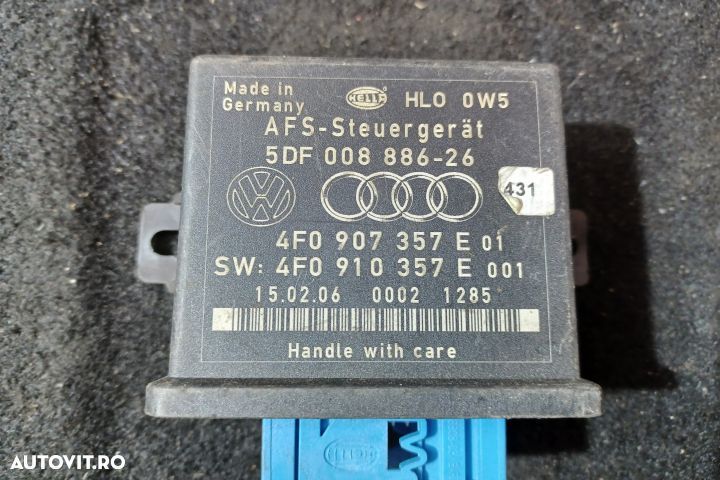 Made in
Germany
HELLA
HLO 0W5
AFS-Steuergerät
5DF 008 886-26
431
4F0 907 357 E 01
SW: 4F0 910 357 E 001
15.02.06 0002 1285
Handle with care
HELLA
AUTOVIT.RO